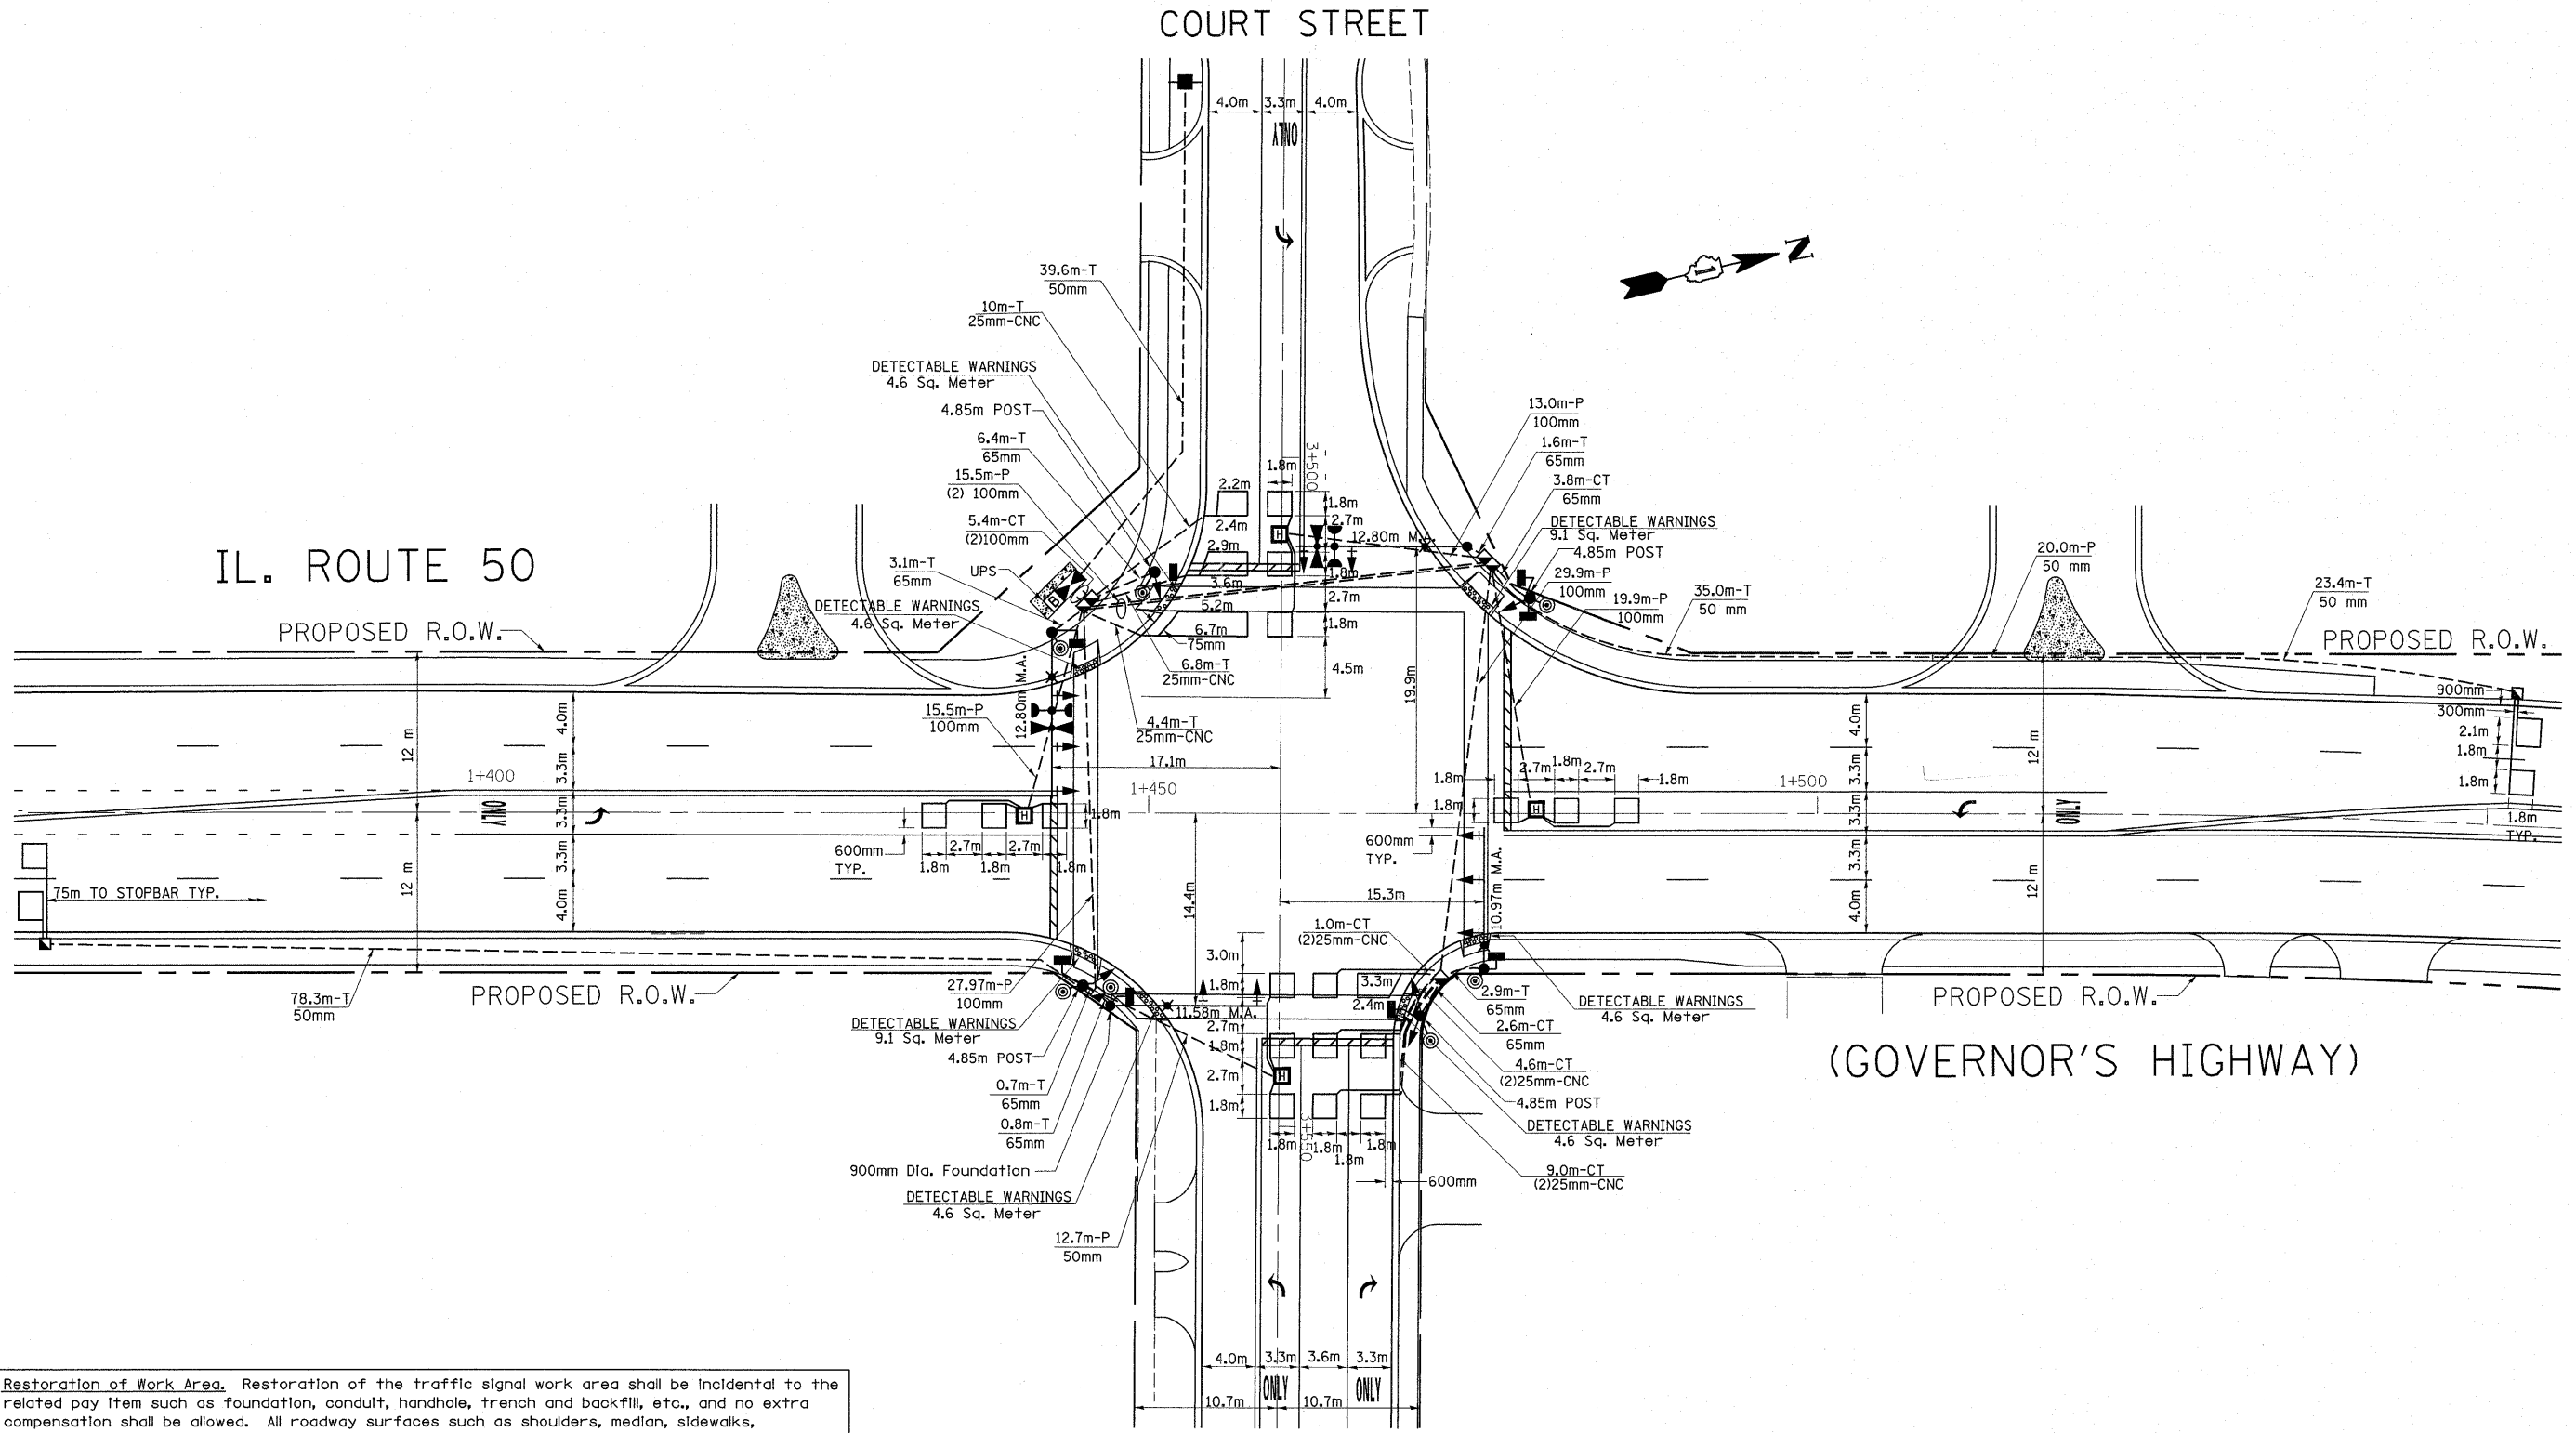 COURT STREET
4.0m 3.3m 4.0m
ONLY
N
1
39.6m-T
50mm
10m-T
25mm-CNC
DETECTABLE WARNINGS
4.6 Sq. Meter
4.85m POST
6.4m-T
65mm
15.5m-P
(2) 100mm
5.4m-CT
(2)100mm
3.1m-T
65mm
UPS
B
DETECTABLE WARNINGS
4.6 Sq. Meter
IL. ROUTE 50
PROPOSED R.O.W.
1.8m
3+500
2.2m
1.8m
2.4m
2.7m
H
12.80m M.A.
2.9m
1.8m
3.6m
2.7m
5.2m
6.7m
1.8m
75mm
4.5m
6.8m-T
25mm-CNC
4.4m-T
25mm-CNC
13.0m-P
100mm
1.6m-T
65mm
3.8m-CT
65mm
DETECTABLE WARNINGS
9.1 Sq. Meter
4.85m POST
29.9m-P
100mm
19.9m-P
100mm
35.0m-T
50 mm
20.0m-P
50 mm
23.4m-T
50 mm
PROPOSED R.O.W.
900mm
300mm
2.1m
1.8m
1.8m
1.8m
TYP.
12.80m M.A.
15.5m-P
100mm
17.1m
19.9m
1+400
1+450
1+500
12 m
4.0m
3.3m
3.3m
3.3m
4.0m
12 m
ONLY
H
1.8m
600mm
TYP.
1.8m 2.7m 1.8m 2.7m 1.8m
75m TO STOPBAR TYP.
1.8m
2.7m 1.8m 2.7m
1.8m
1.8m
H
600mm
TYP.
4.0m
3.3m
3.3m
3.3m
4.0m
12 m
12 m
ONLY
14.4m
15.3m
10.97m M.A.
1.0m-CT
(2)25mm-CNC
3.0m
1.8m
3.3m
2.4m
11.58m M.A.
2.7m
1.8m
2.7m
1.8m
H
1.8m 1.8m 1.8m
1.8m
3+550
600mm
78.3m-T
50mm
PROPOSED R.O.W.
27.97m-P
100mm
DETECTABLE WARNINGS
9.1 Sq. Meter
4.85m POST
0.7m-T
65mm
0.8m-T
65mm
900mm Dia. Foundation
DETECTABLE WARNINGS
4.6 Sq. Meter
12.7m-P
50mm
2.9m-T
65mm
2.6m-CT
65mm
4.6m-CT
(2)25mm-CNC
4.85m POST
DETECTABLE WARNINGS
4.6 Sq. Meter
9.0m-CT
(2)25mm-CNC
DETECTABLE WARNINGS
4.6 Sq. Meter
PROPOSED R.O.W.
(GOVERNOR'S HIGHWAY)
4.0m 3.3m 3.6m 3.3m
ONLY ONLY
10.7m 10.7m
Restoration of Work Area. Restoration of the traffic signal work area shall be incidental to the
related pay item such as foundation, conduit, handhole, trench and backfill, etc., and no extra
compensation shall be allowed. All roadway surfaces such as shoulders, median, sidewalks,